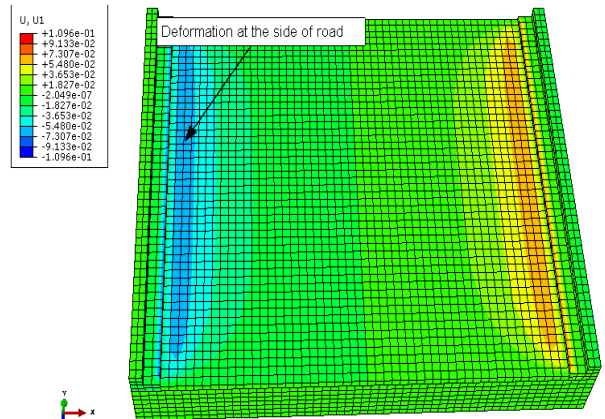 U, U1
+1.096e-01
+9.133e-02
+7.307e-02
+5.480e-02
+3.653e-02
+1.827e-02
-2.049e-07
-1.827e-02
-3.653e-02
-5.480e-02
-7.307e-02
-9.133e-02
-1.096e-01
Deformation at the side of road
Y
X